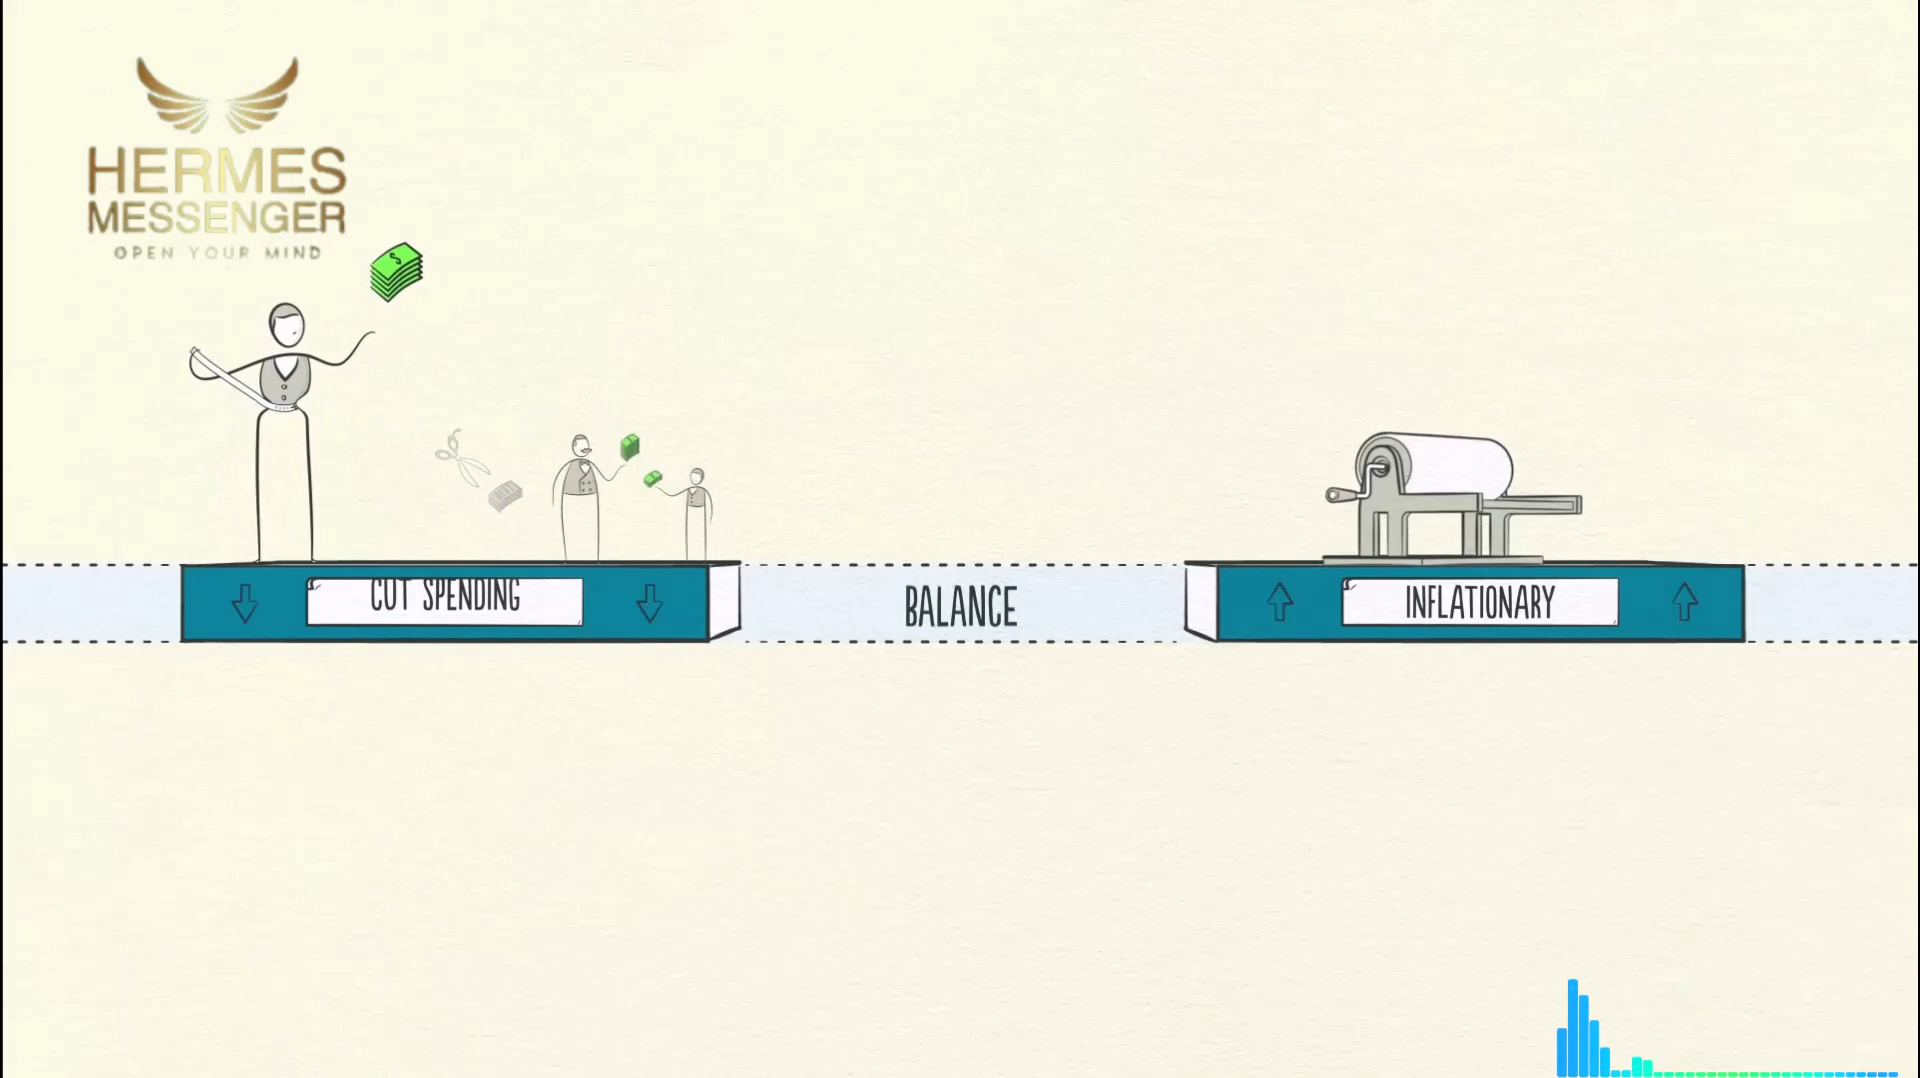 HERMES
MESSENGER
OPEN YOUR MIND
CUT SPENDING
BALANCE
INFLATIONARY